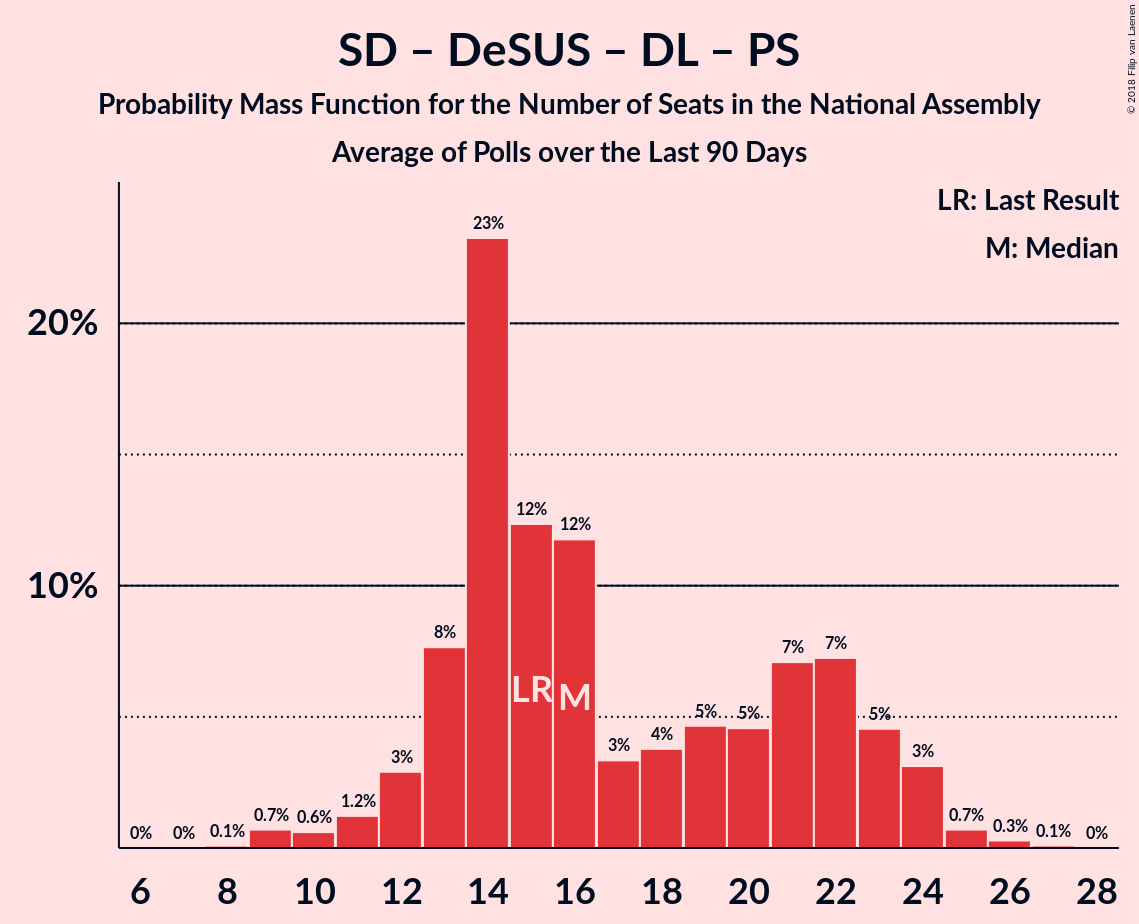 SD – DeSUS – DL – PS
Probability Mass Function for the Number of Seats in the National Assembly
Average of Polls over the Last 90 Days
© 2018 Filip van Laenen
LR: Last Result
M: Median
20%
10%
0%
0%
0.1%
0.7%
0.6%
1.2%
3%
8%
23%
12%
12%
3%
4%
5%
5%
7%
7%
5%
3%
0.7%
0.3%
0.1%
0%
LR
M
6 8 10 12 14 16 18 20 22 24 26 28